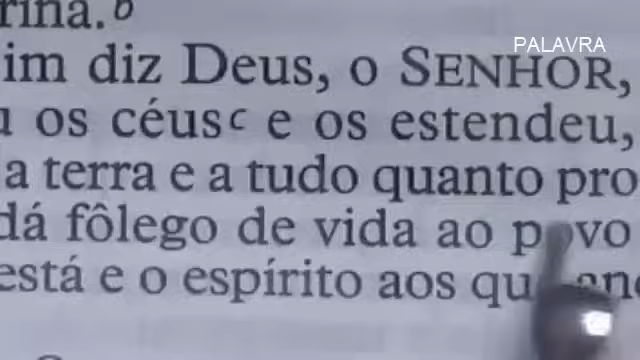 rina.ᵇ
PALAVRA
im diz Deus, o SENHOR,
u os céusᶜ e os estendeu,
a terra e a tudo quanto pro
dá fôlego de vida ao povo
está e o espírito aos qu